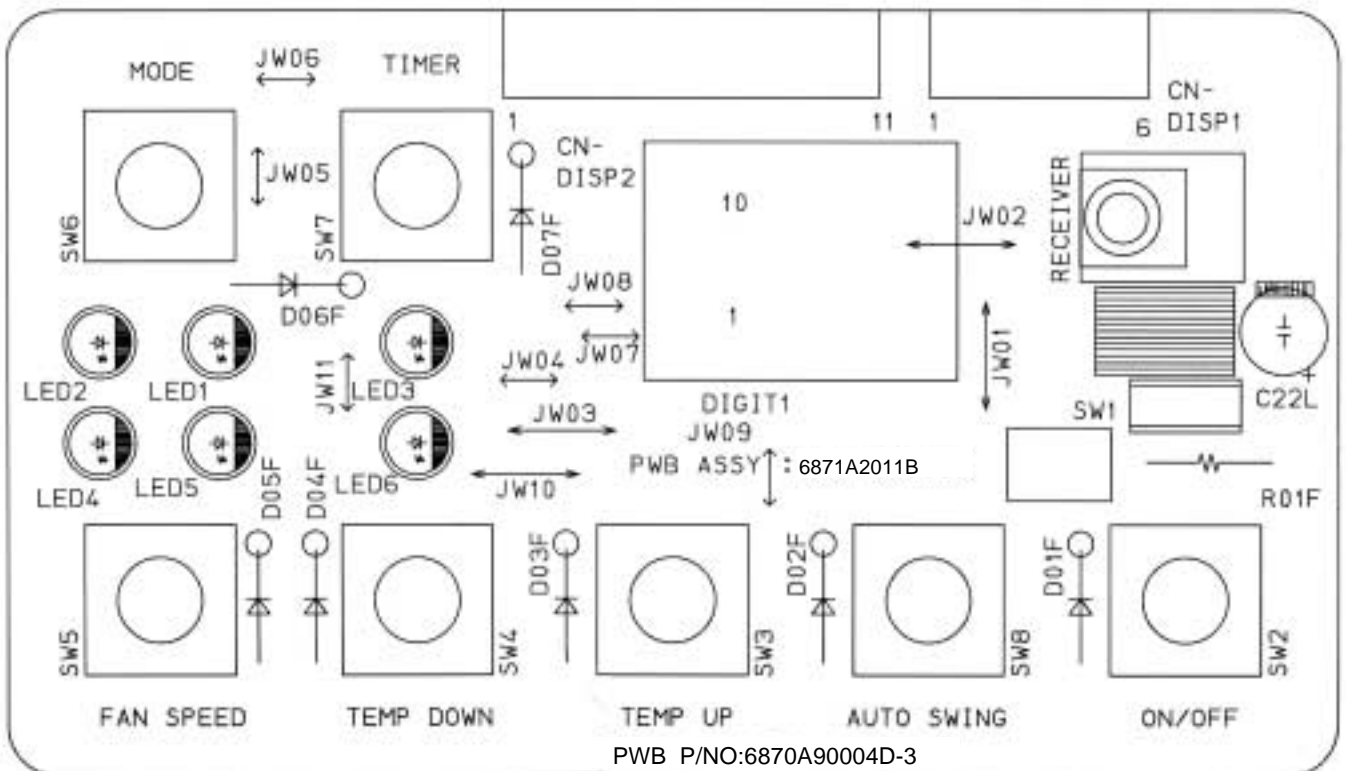 MODE
JW06
TIMER
CN-
DISP1
1
11
1
6
CN-
DISP2
SW6
JW05
SW7
D07F
10
JW02
RECEIVER
JW08
D06F
1
JW07
JW01
LED2
LED1
JW11
LED3
JW04
C22L
DIGIT1
SW1
JW03
JW09
PWB ASSY : 6871A2011B
LED4
LED5
D05F
D04F
LED6
JW10
R01F
D03F
D02F
D01F
SW5
SW4
SW3
SW8
SW2
FAN SPEED
TEMP DOWN
TEMP UP
AUTO SWING
ON/OFF
PWB P/NO:6870A90004D-3